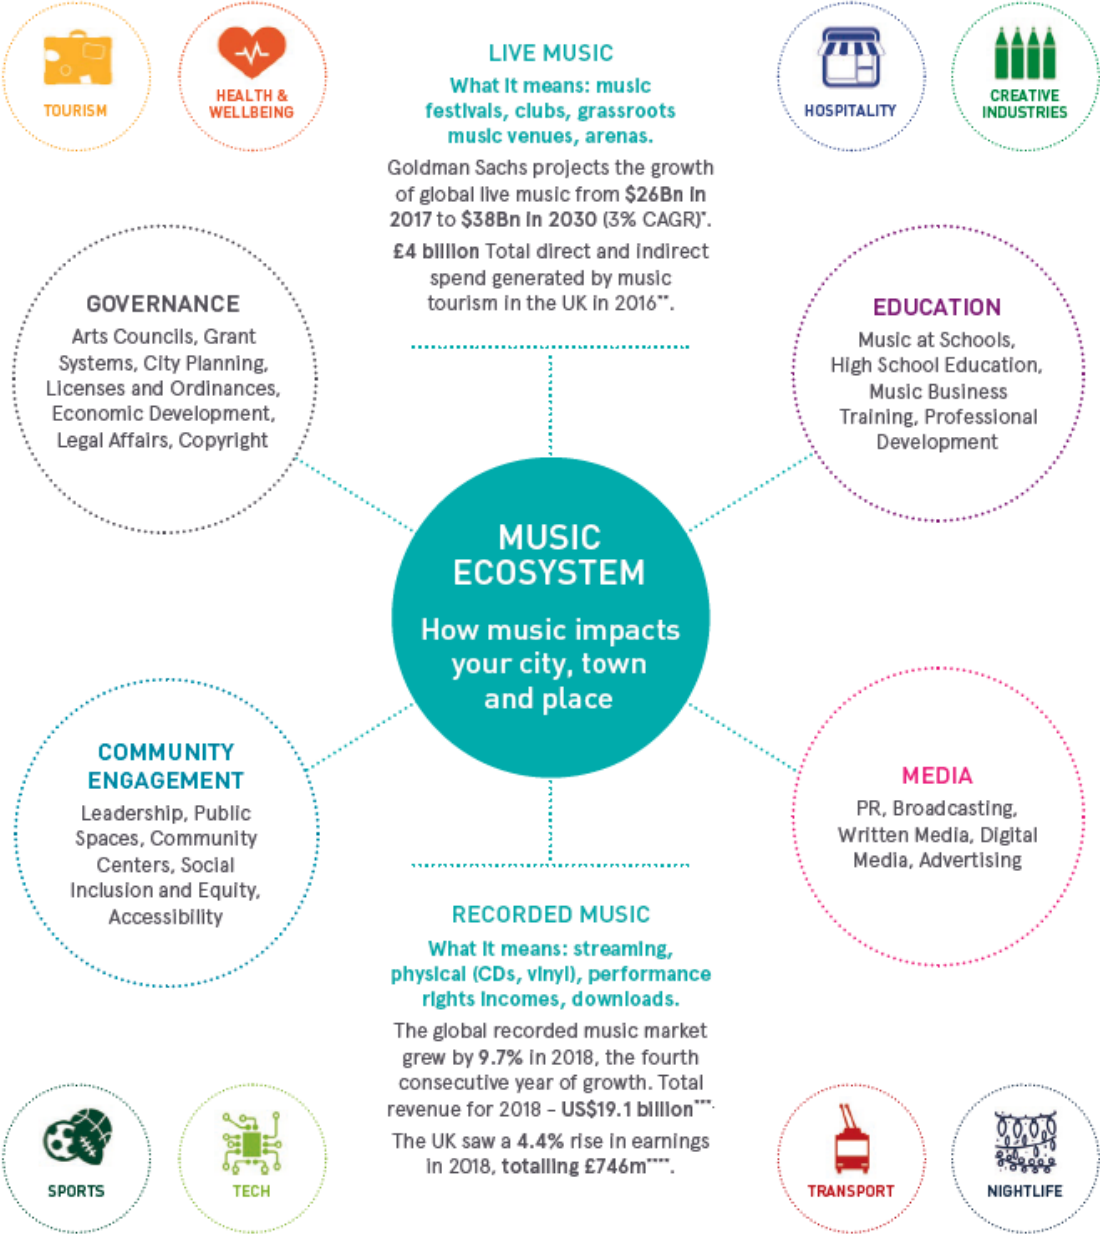 TOURISM
HEALTH &
WELLBEING
LIVE MUSIC
What it means: music
festivals, clubs, grassroots
music venues, arenas.
Goldman Sachs projects the growth
of global live music from $26Bn in
2017 to $38Bn in 2030 (3% CAGR)*.
£4 billion Total direct and indirect
spend generated by music
tourism in the UK in 2016**.
HOSPITALITY
CREATIVE
INDUSTRIES
GOVERNANCE
Arts Councils, Grant
Systems, City Planning,
Licenses and Ordinances,
Economic Development,
Legal Affairs, Copyright
EDUCATION
Music at Schools,
High School Education,
Music Business
Training, Professional
Development
MUSIC
ECOSYSTEM
How music impacts
your city, town
and place
COMMUNITY
ENGAGEMENT
Leadership, Public
Spaces, Community
Centers, Social
Inclusion and Equity,
Accessibility
MEDIA
PR, Broadcasting,
Written Media, Digital
Media, Advertising
RECORDED MUSIC
What it means: streaming,
physical (CDs, vinyl), performance
rights incomes, downloads.
The global recorded music market
grew by 9.7% in 2018, the fourth
consecutive year of growth. Total
revenue for 2018 – US$19.1 billion***.
The UK saw a 4.4% rise in earnings
in 2018, totalling £746m****.
SPORTS
TECH
TRANSPORT
NIGHTLIFE